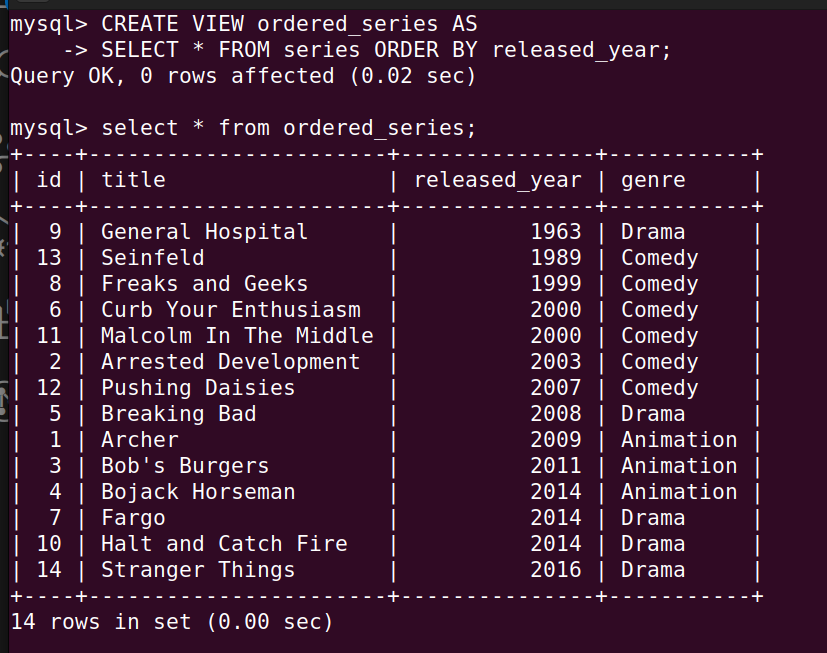 mysql> CREATE VIEW ordered_series AS
    -> SELECT * FROM series ORDER BY released_year;
Query OK, 0 rows affected (0.02 sec)

mysql> select * from ordered_series;
+----+-----------------------+---------------+-----------+
| id | title                 | released_year | genre     |
+----+-----------------------+---------------+-----------+
|  9 | General Hospital      |          1963 | Drama     |
| 13 | Seinfeld              |          1989 | Comedy    |
|  8 | Freaks and Geeks      |          1999 | Comedy    |
|  6 | Curb Your Enthusiasm  |          2000 | Comedy    |
| 11 | Malcolm In The Middle |          2000 | Comedy    |
|  2 | Arrested Development  |          2003 | Comedy    |
| 12 | Pushing Daisies       |          2007 | Comedy    |
|  5 | Breaking Bad          |          2008 | Drama     |
|  1 | Archer                |          2009 | Animation |
|  3 | Bob's Burgers         |          2011 | Animation |
|  4 | Bojack Horseman       |          2014 | Animation |
|  7 | Fargo                 |          2014 | Drama     |
| 10 | Halt and Catch Fire   |          2014 | Drama     |
| 14 | Stranger Things       |          2016 | Drama     |
+----+-----------------------+---------------+-----------+
14 rows in set (0.00 sec)